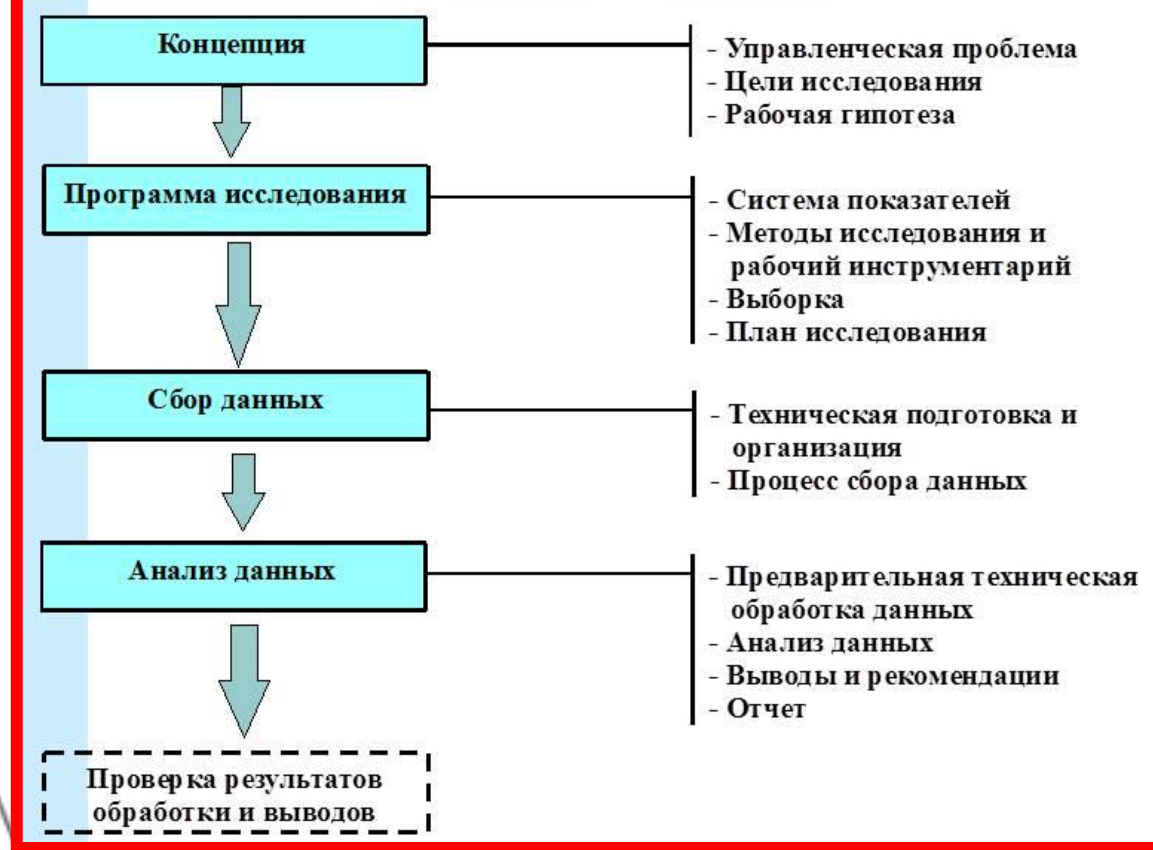 Концепция
- Управленческая проблема
- Цели исследования
- Рабочая гипотеза
Программа исследования
- Система показателей
- Методы исследования и
рабочий инструментарий
- Выборка
- План исследования
Сбор данных
- Техническая подготовка и
организация
- Процесс сбора данных
Анализ данных
- Предварительная техническая
обработка данных
- Анализ данных
- Выводы и рекомендации
- Отчет
Проверка результатов
обработки и выводов